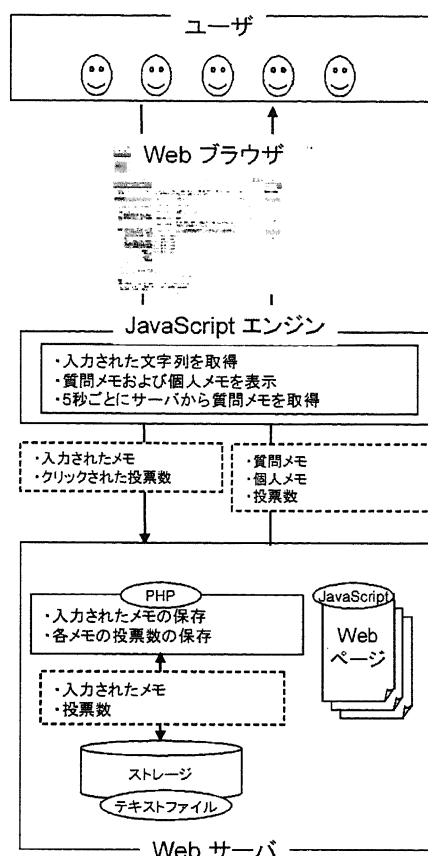 ユーザ
Web ブラウザ
JavaScript エンジン
・入力された文字列を取得
・質問メモおよび個人メモを表示
・5秒ごとにサーバから質問メモを取得
・入力されたメモ
・クリックされた投票数
・質問メモ
・個人メモ
・投票数
PHP
・入力されたメモの保存
・各メモの投票数の保存
JavaScript
Web
ページ
・入力されたメモ
・投票数
ストレージ
テキストファイル
Web サーバ